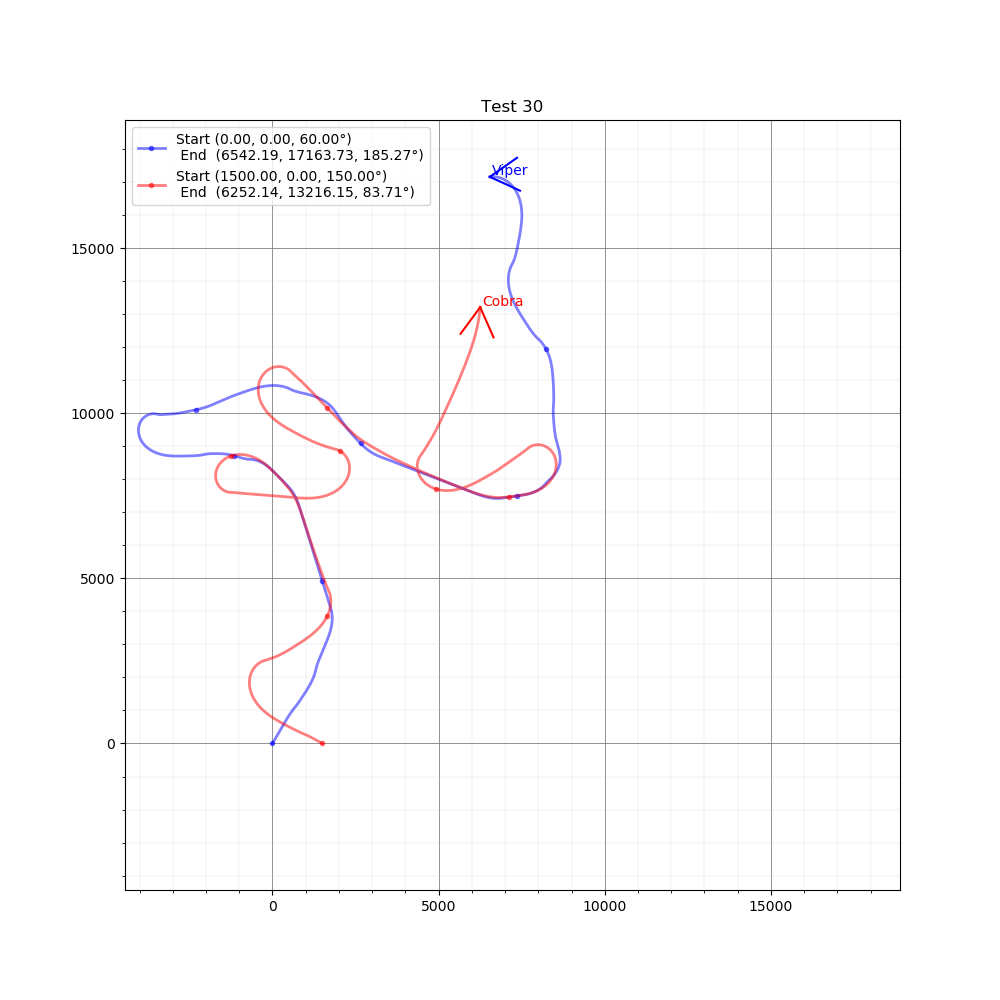 Test 30
Start (0.00, 0.00, 60.00°)
End (6542.19, 17163.73, 185.27°)
Start (1500.00, 0.00, 150.00°)
End (6252.14, 13216.15, 83.71°)
Viper
Cobra
15000
10000
5000
0
0
5000
10000
15000